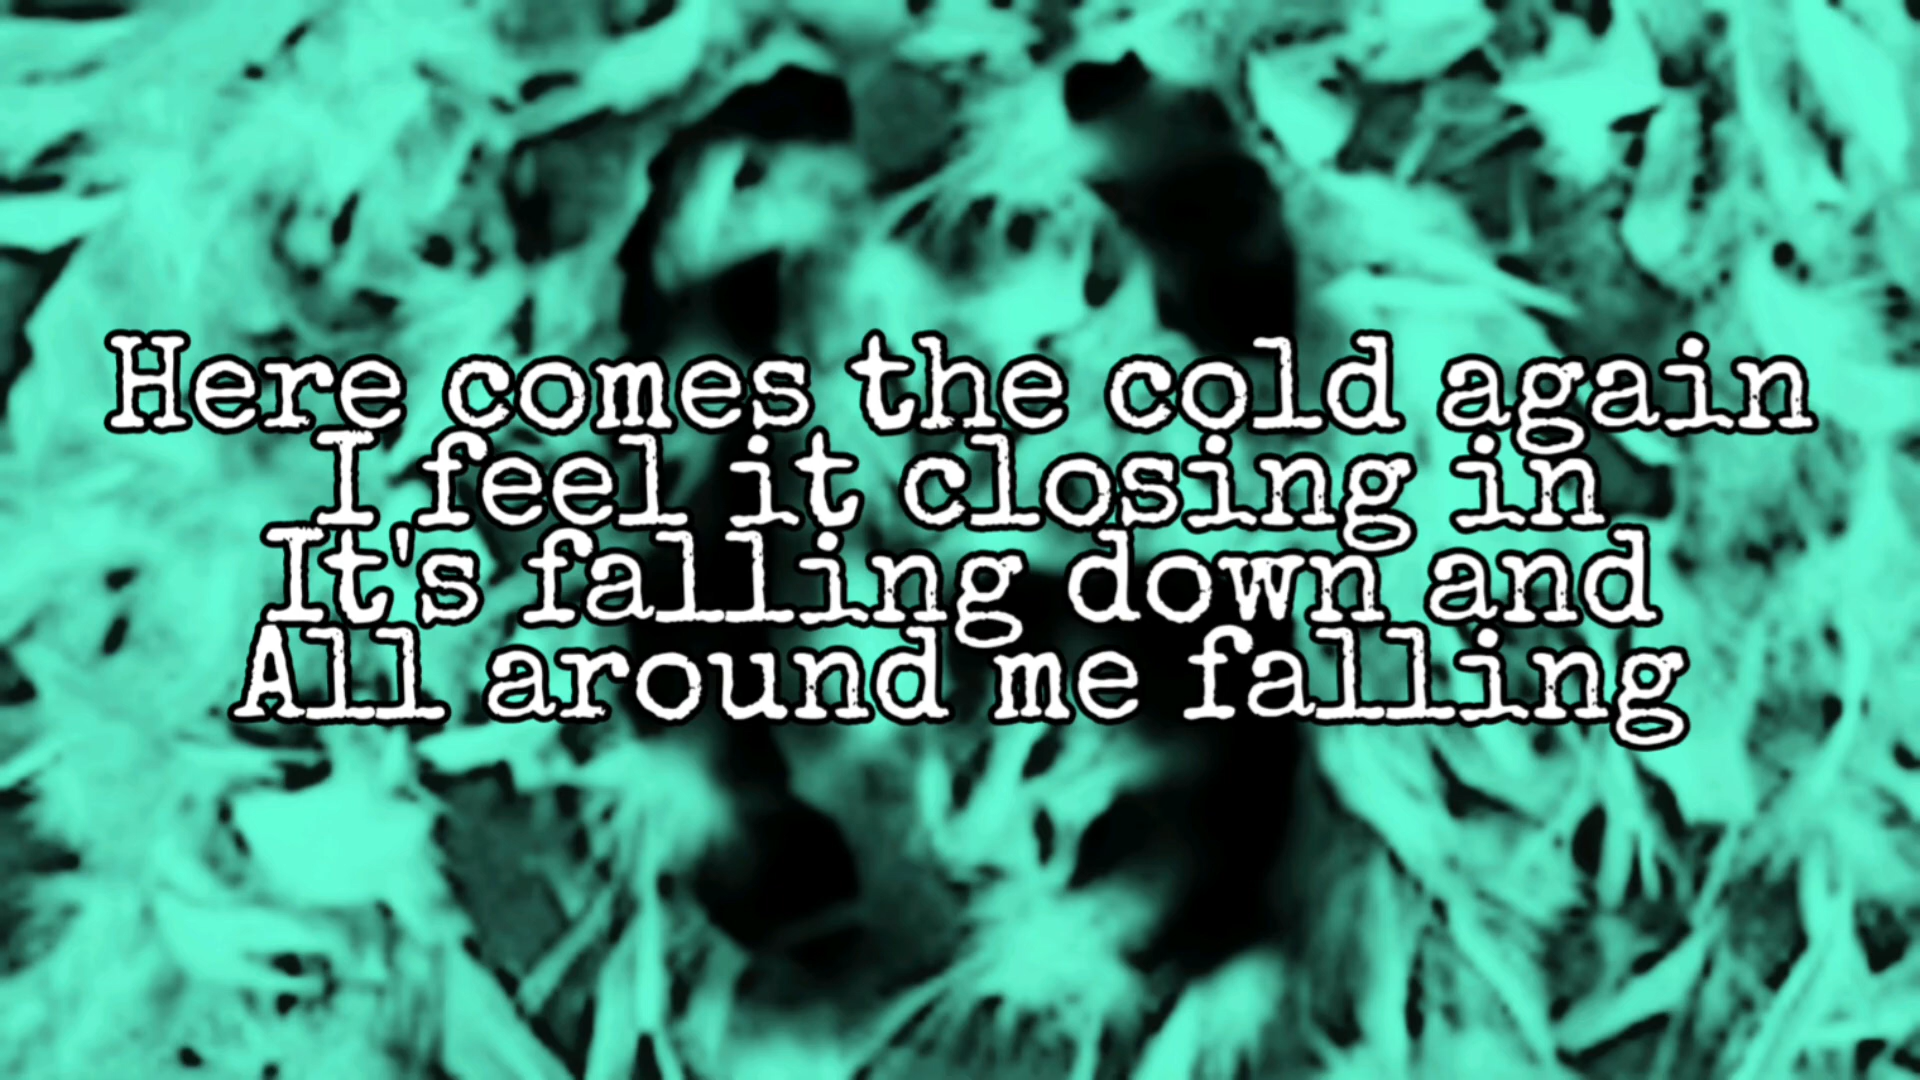 Here comes the cold again
I feel it closing in
It's falling down and
All around me falling